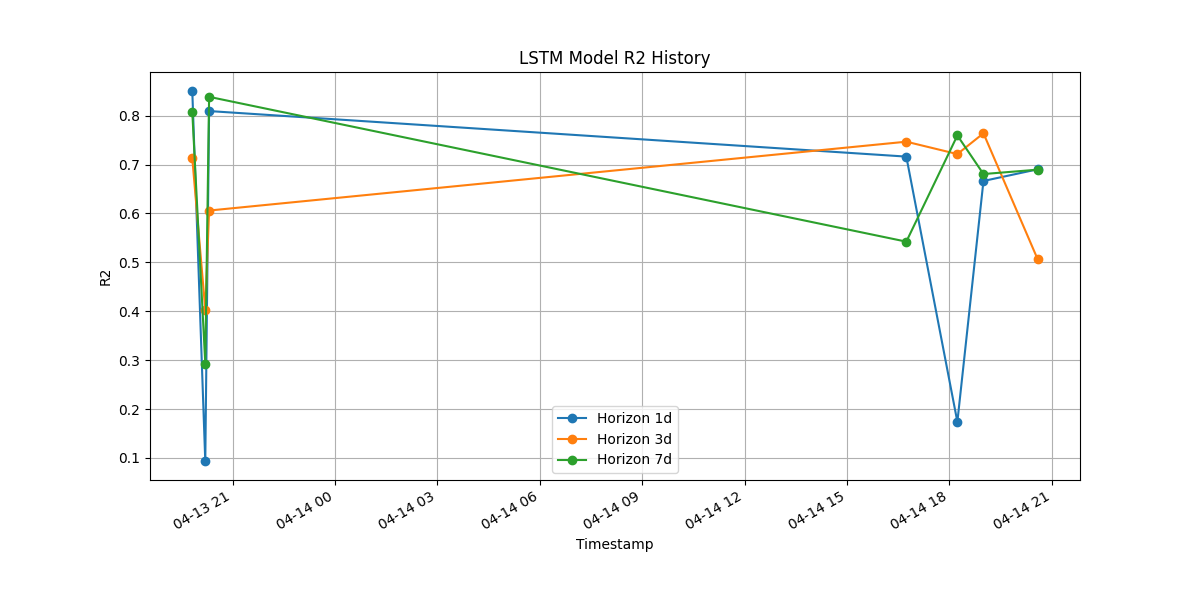 LSTM Model R2 History
R2
0.8
0.7
0.6
0.5
0.4
0.3
0.2
0.1
Horizon 1d
Horizon 3d
Horizon 7d
04-13 21
04-14 00
04-14 03
04-14 06
04-14 09
04-14 12
04-14 15
04-14 18
04-14 21
Timestamp